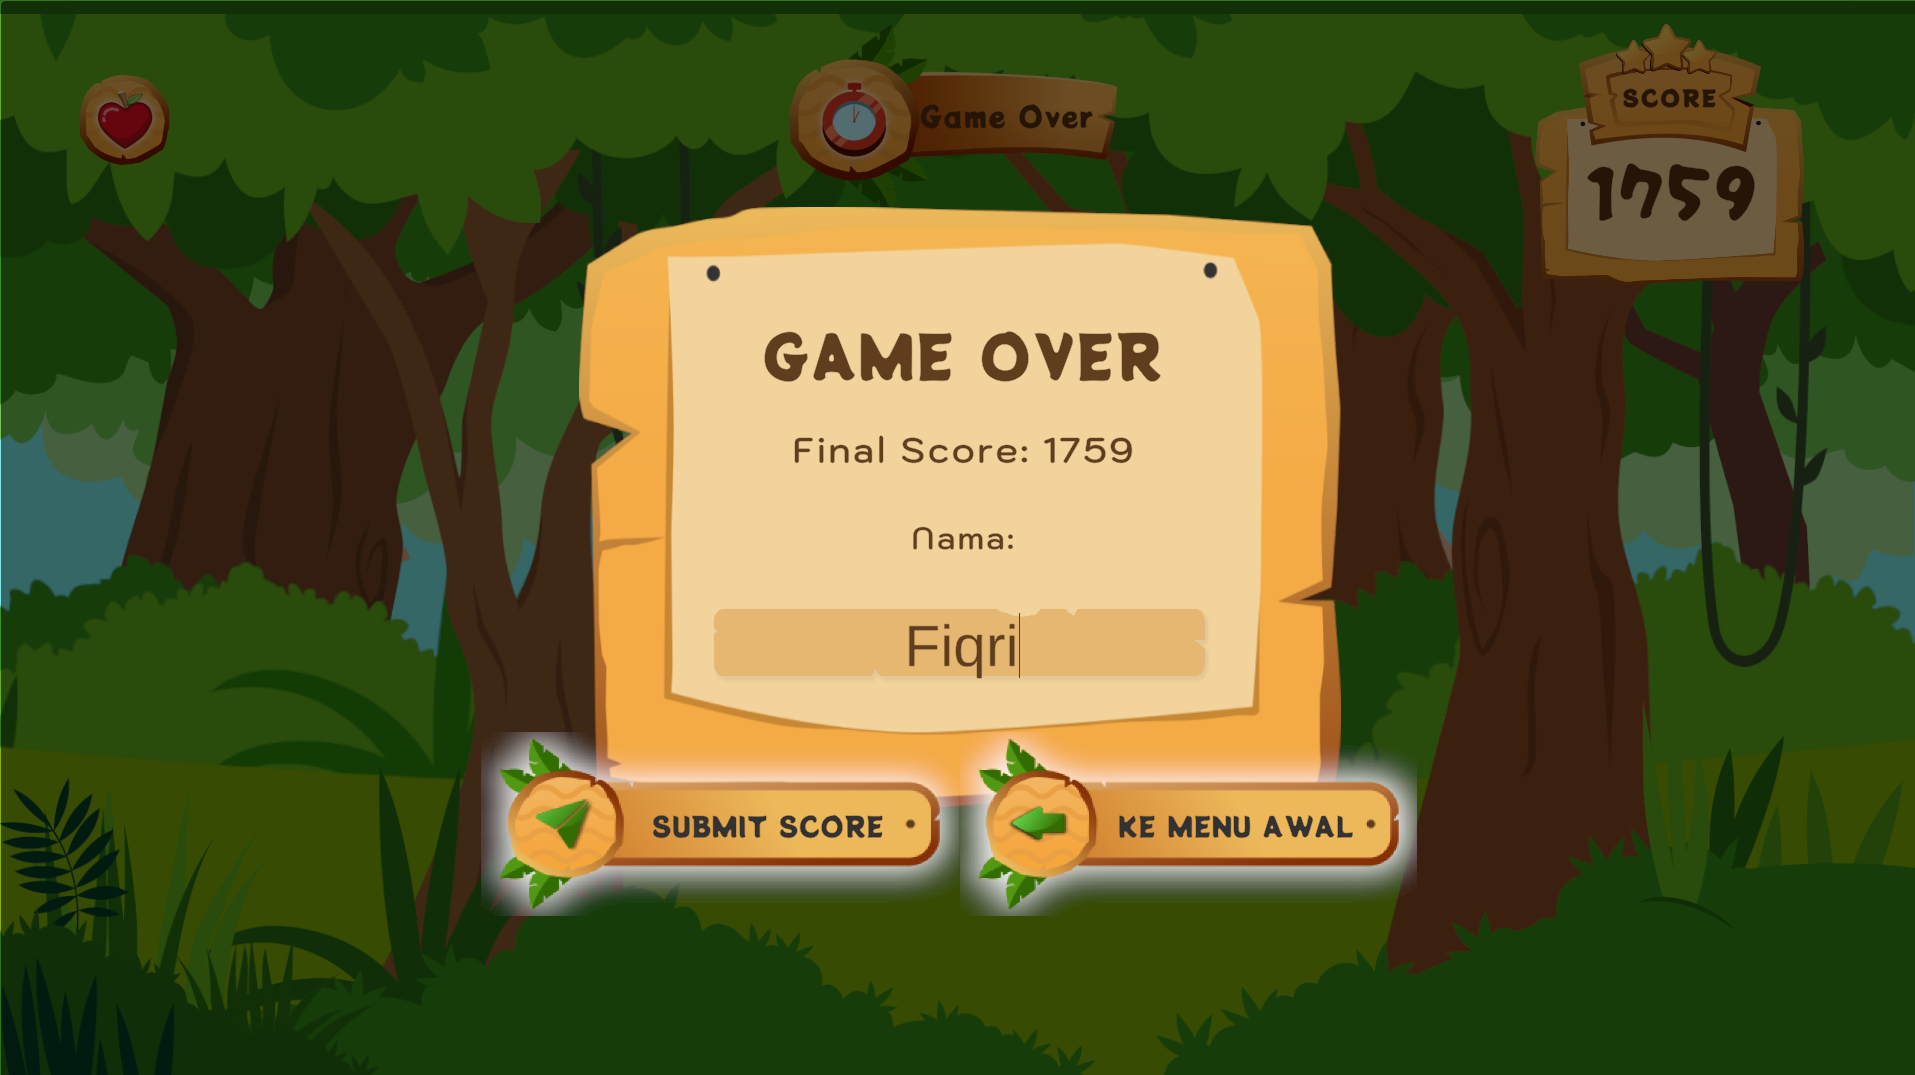 Game Over
SCORE
1759
GAME OVER
Final Score: 1759
Nama:
Fiqri
SUBMIT SCORE
KE MENU AWAL